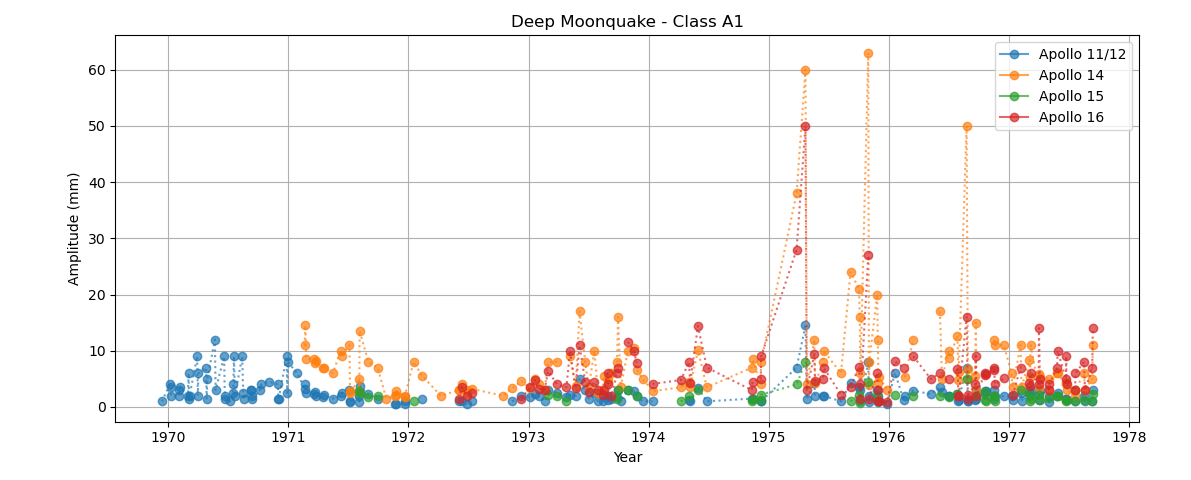 Deep Moonquake - Class A1
Apollo 11/12
Apollo 14
Apollo 15
Apollo 16
Amplitude (mm)
60
50
40
30
20
10
0
1970 1971 1972 1973 1974 1975 1976 1977 1978
Year